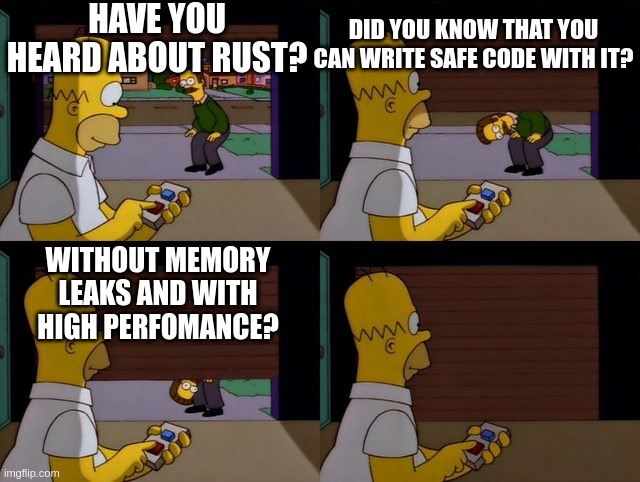 HAVE YOU
HEARD ABOUT RUST?
DID YOU KNOW THAT YOU
CAN WRITE SAFE CODE WITH IT?
WITHOUT MEMORY
LEAKS AND WITH
HIGH PERFOMANCE?
imgflip.com